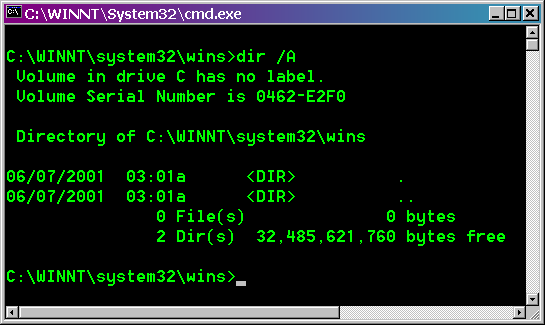 C:\WINNT\System32\cmd.exe
C:\WINNT\system32\wins>dir /A
 Volume in drive C has no label.
 Volume Serial Number is 0462-E2F0
 Directory of C:\WINNT\system32\wins
06/07/2001  03:01a      <DIR>          .
06/07/2001  03:01a      <DIR>          ..
               0 File(s)              0 bytes
               2 Dir(s)  32,485,621,760 bytes free
C:\WINNT\system32\wins>_